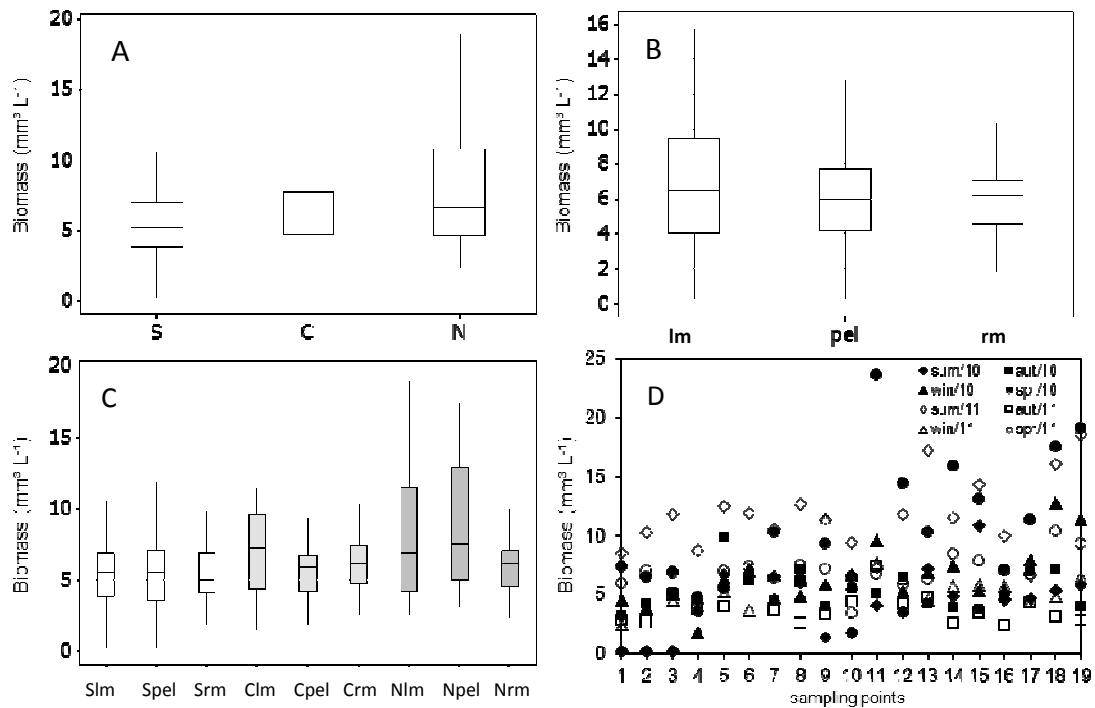 A
Biomass (mm³ L⁻¹)
20
15
10
5
0
S C N
B
Biomass (mm³ L⁻¹)
16
14
12
10
8
6
4
2
0
lm pel rm
C
Biomass (mm³ L⁻¹)
20
15
10
5
0
Slm Spel Srm Clm Cpel Crm Nlm Npel Nrm
D
Biomass (mm³ L⁻¹)
25
20
15
10
5
0
sum/10 aut/10
win/10 spr/10
sum/11 aut/11
win/11 spr/11
1 2 3 4 5 6 7 8 9 10 11 12 13 14 15 16 17 18 19
sampling points